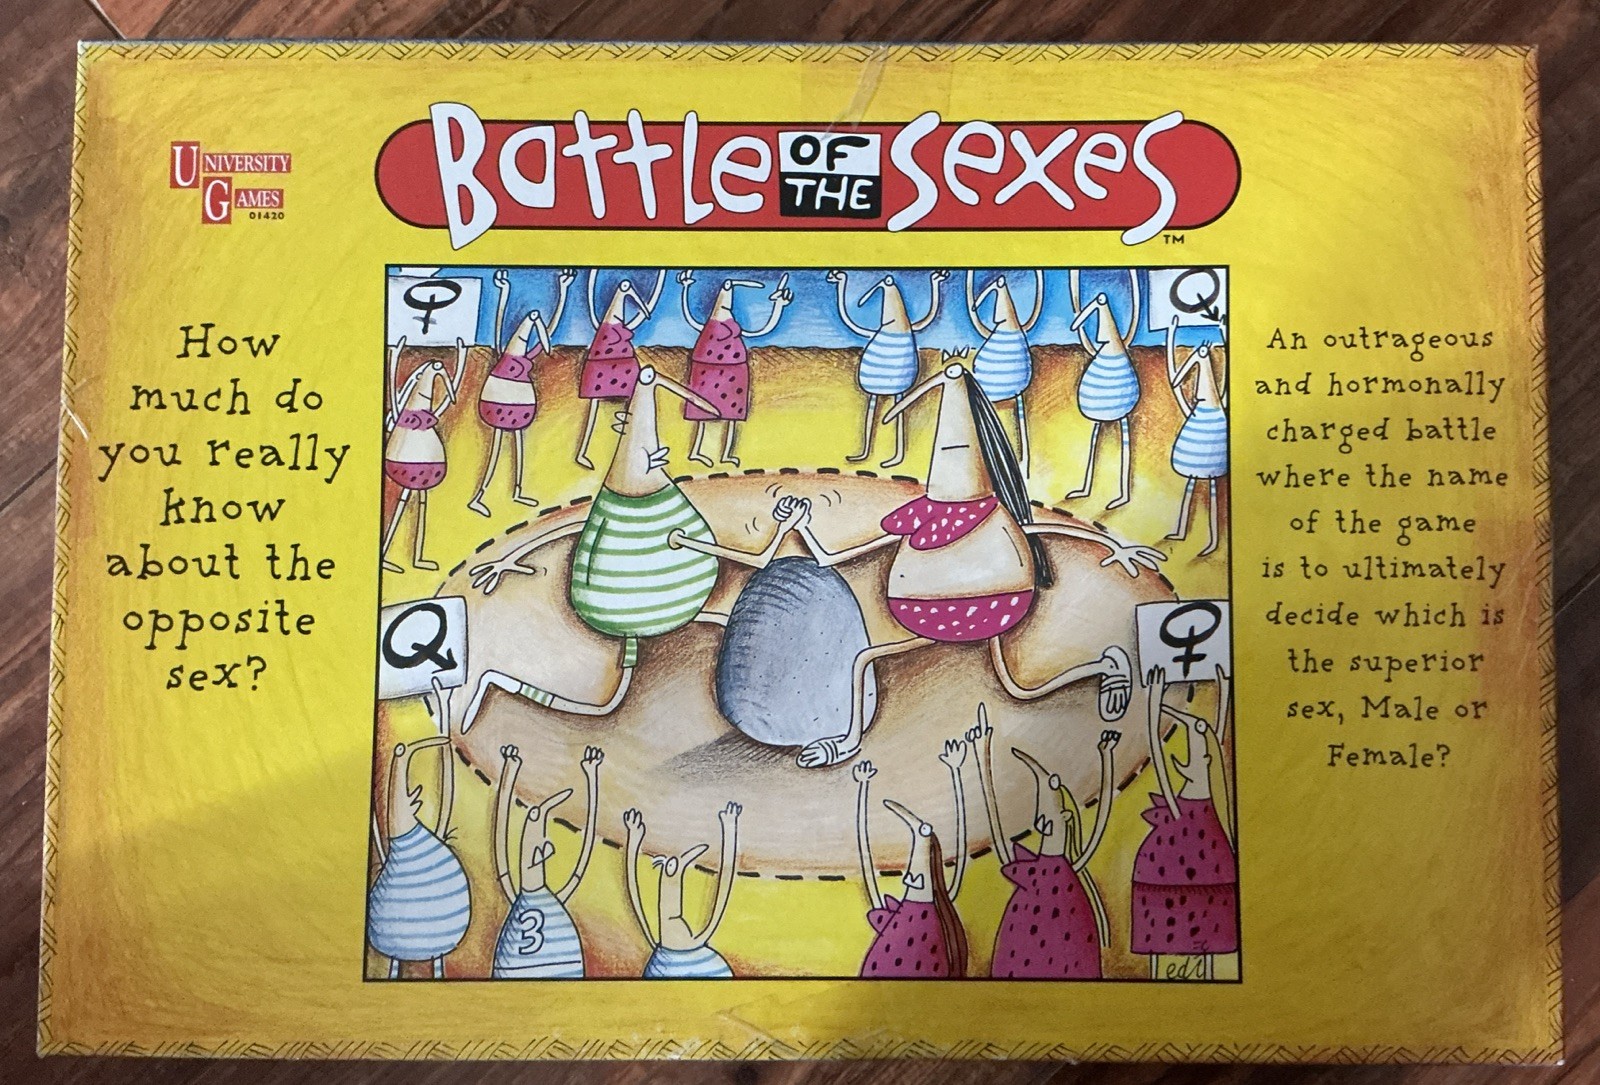 Battle OF THE Sexes
TM
UNIVERSITY
GAMES
01420
How
much do
you really
know
about the
opposite
sex?
An outrageous
and hormonally
charged battle
where the name
of the game
is to ultimately
decide which is
the superior
sex, Male or
Female?
3